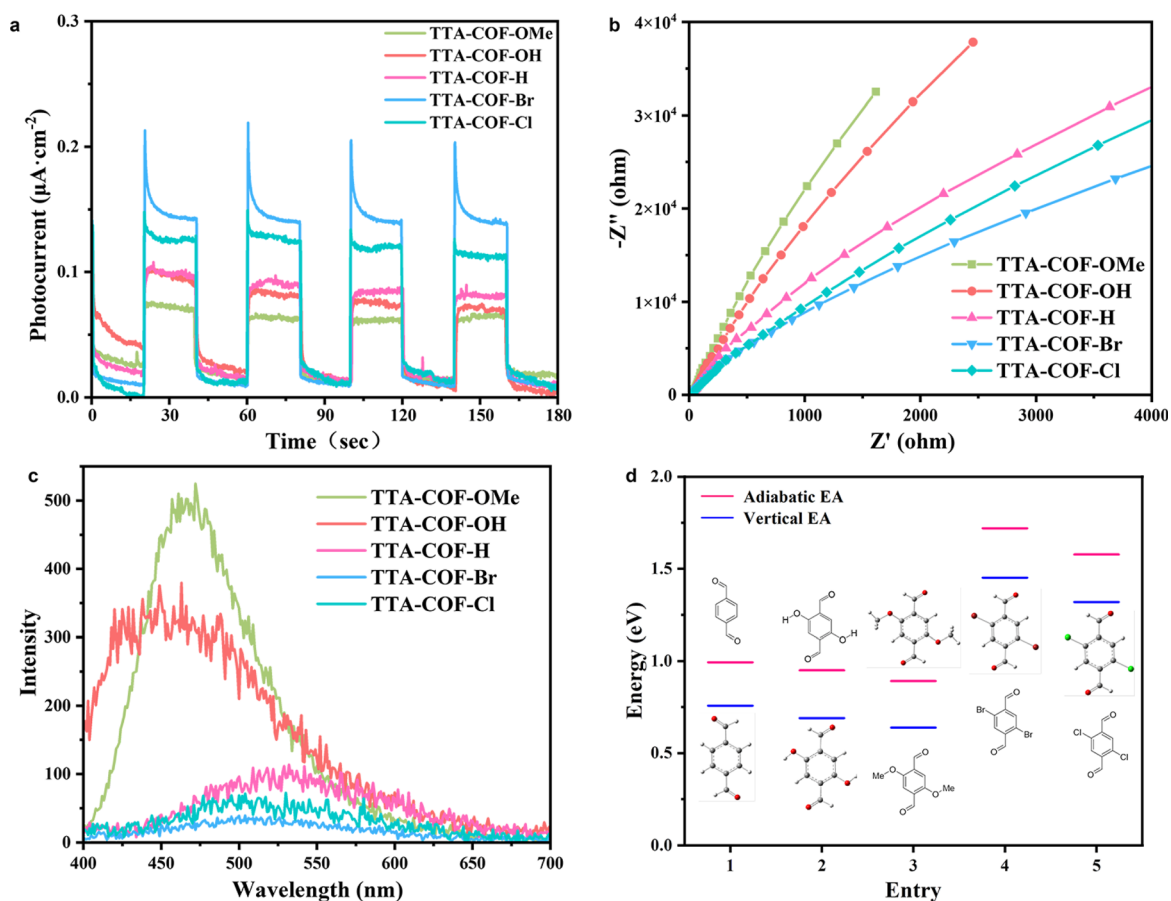 a
0.3
0.2
0.1
0.0
Photocurrent (μA·cm⁻²)
TTA-COF-OMe
TTA-COF-OH
TTA-COF-H
TTA-COF-Br
TTA-COF-Cl
0 30 60 90 120 150 180
Time（sec）
b
4×10⁴
3×10⁴
2×10⁴
1×10⁴
0
-Z'' (ohm)
TTA-COF-OMe
TTA-COF-OH
TTA-COF-H
TTA-COF-Br
TTA-COF-Cl
0 1000 2000 3000 4000
Z' (ohm)
c
500
400
300
200
100
0
Intensity
TTA-COF-OMe
TTA-COF-OH
TTA-COF-H
TTA-COF-Br
TTA-COF-Cl
400 450 500 550 600 650 700
Wavelength (nm)
d
2.0
1.5
1.0
0.5
0.0
Energy (eV)
Adiabatic EA
Vertical EA
O
O
O
H O
O H
O
O
Br
Br
O
O
MeO
OMe
O
O
Cl
Cl
O
1 2 3 4 5
Entry